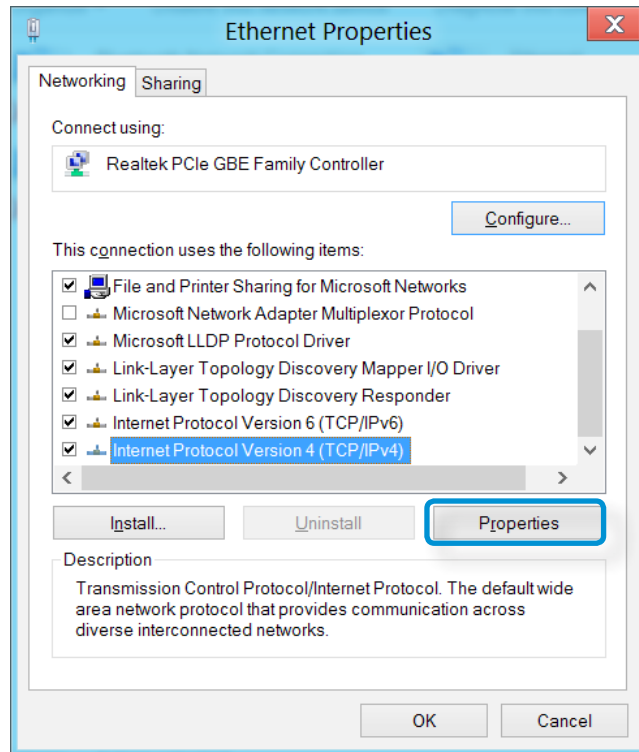 Ethernet Properties
X
Networking
Sharing
Connect using:
Realtek PCIe GBE Family Controller
Configure...
This connection uses the following items:
File and Printer Sharing for Microsoft Networks
Microsoft Network Adapter Multiplexor Protocol
Microsoft LLDP Protocol Driver
Link-Layer Topology Discovery Mapper I/O Driver
Link-Layer Topology Discovery Responder
Internet Protocol Version 6 (TCP/IPv6)
Internet Protocol Version 4 (TCP/IPv4)
Install...
Uninstall
Properties
Description
Transmission Control Protocol/Internet Protocol. The default wide
area network protocol that provides communication across
diverse interconnected networks.
OK
Cancel